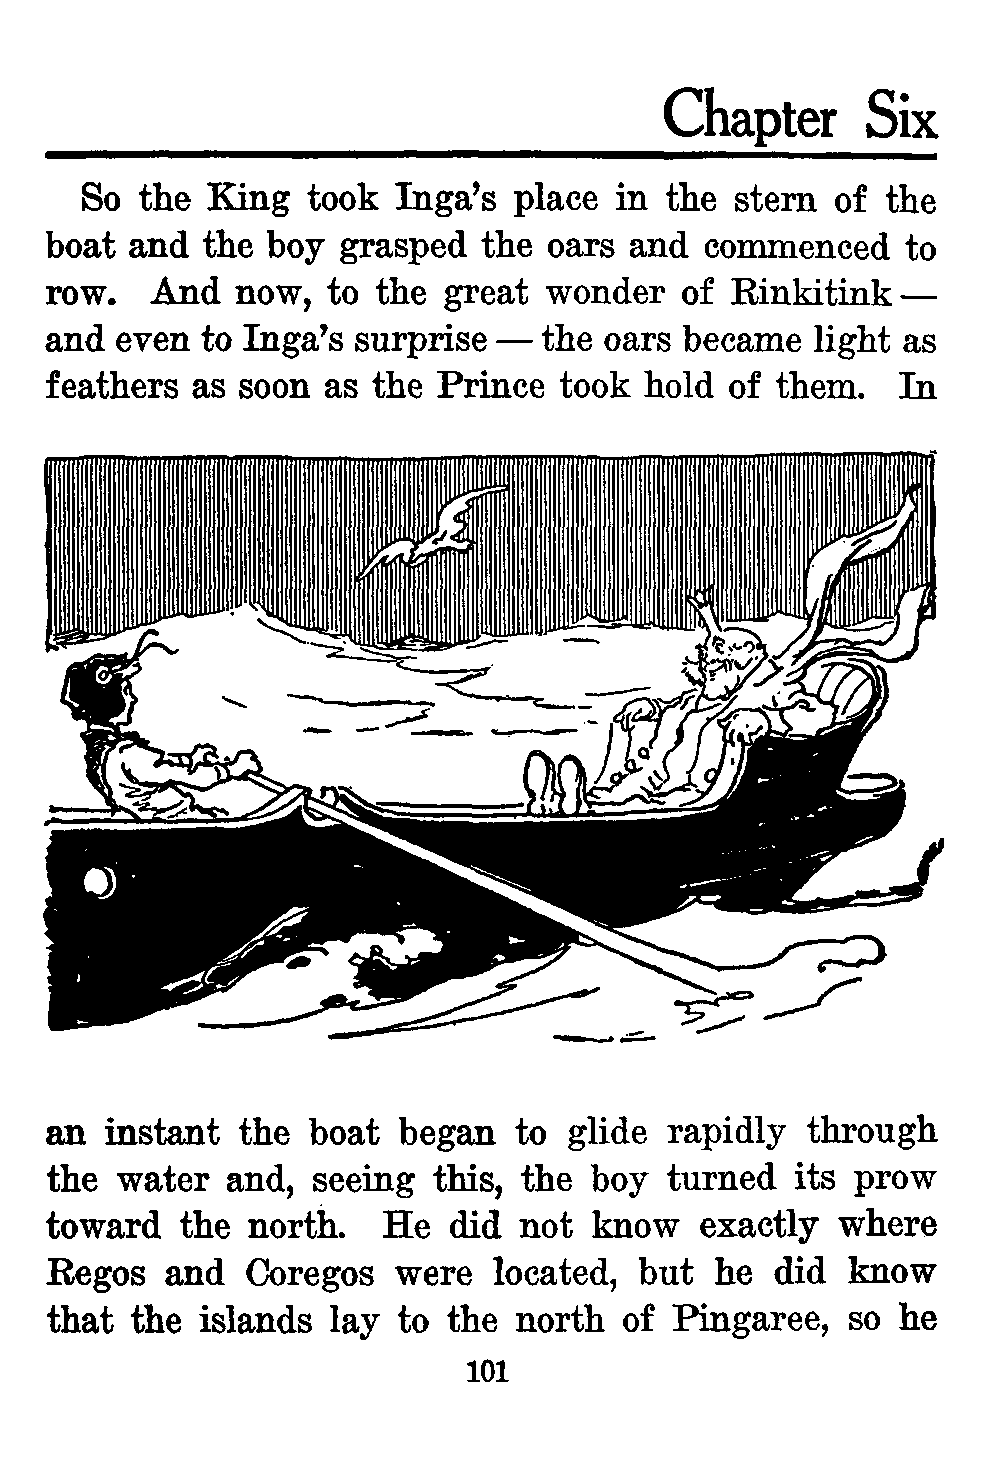 Chapter Six
So the King took Inga's place in the stern of the
boat and the boy grasped the oars and commenced to
row. And now, to the great wonder of Rinkitink —
and even to Inga's surprise — the oars became light as
feathers as soon as the Prince took hold of them. In
an instant the boat began to glide rapidly through
the water and, seeing this, the boy turned its prow
toward the north. He did not know exactly where
Regos and Coregos were located, but he did know
that the islands lay to the north of Pingaree, so he
101